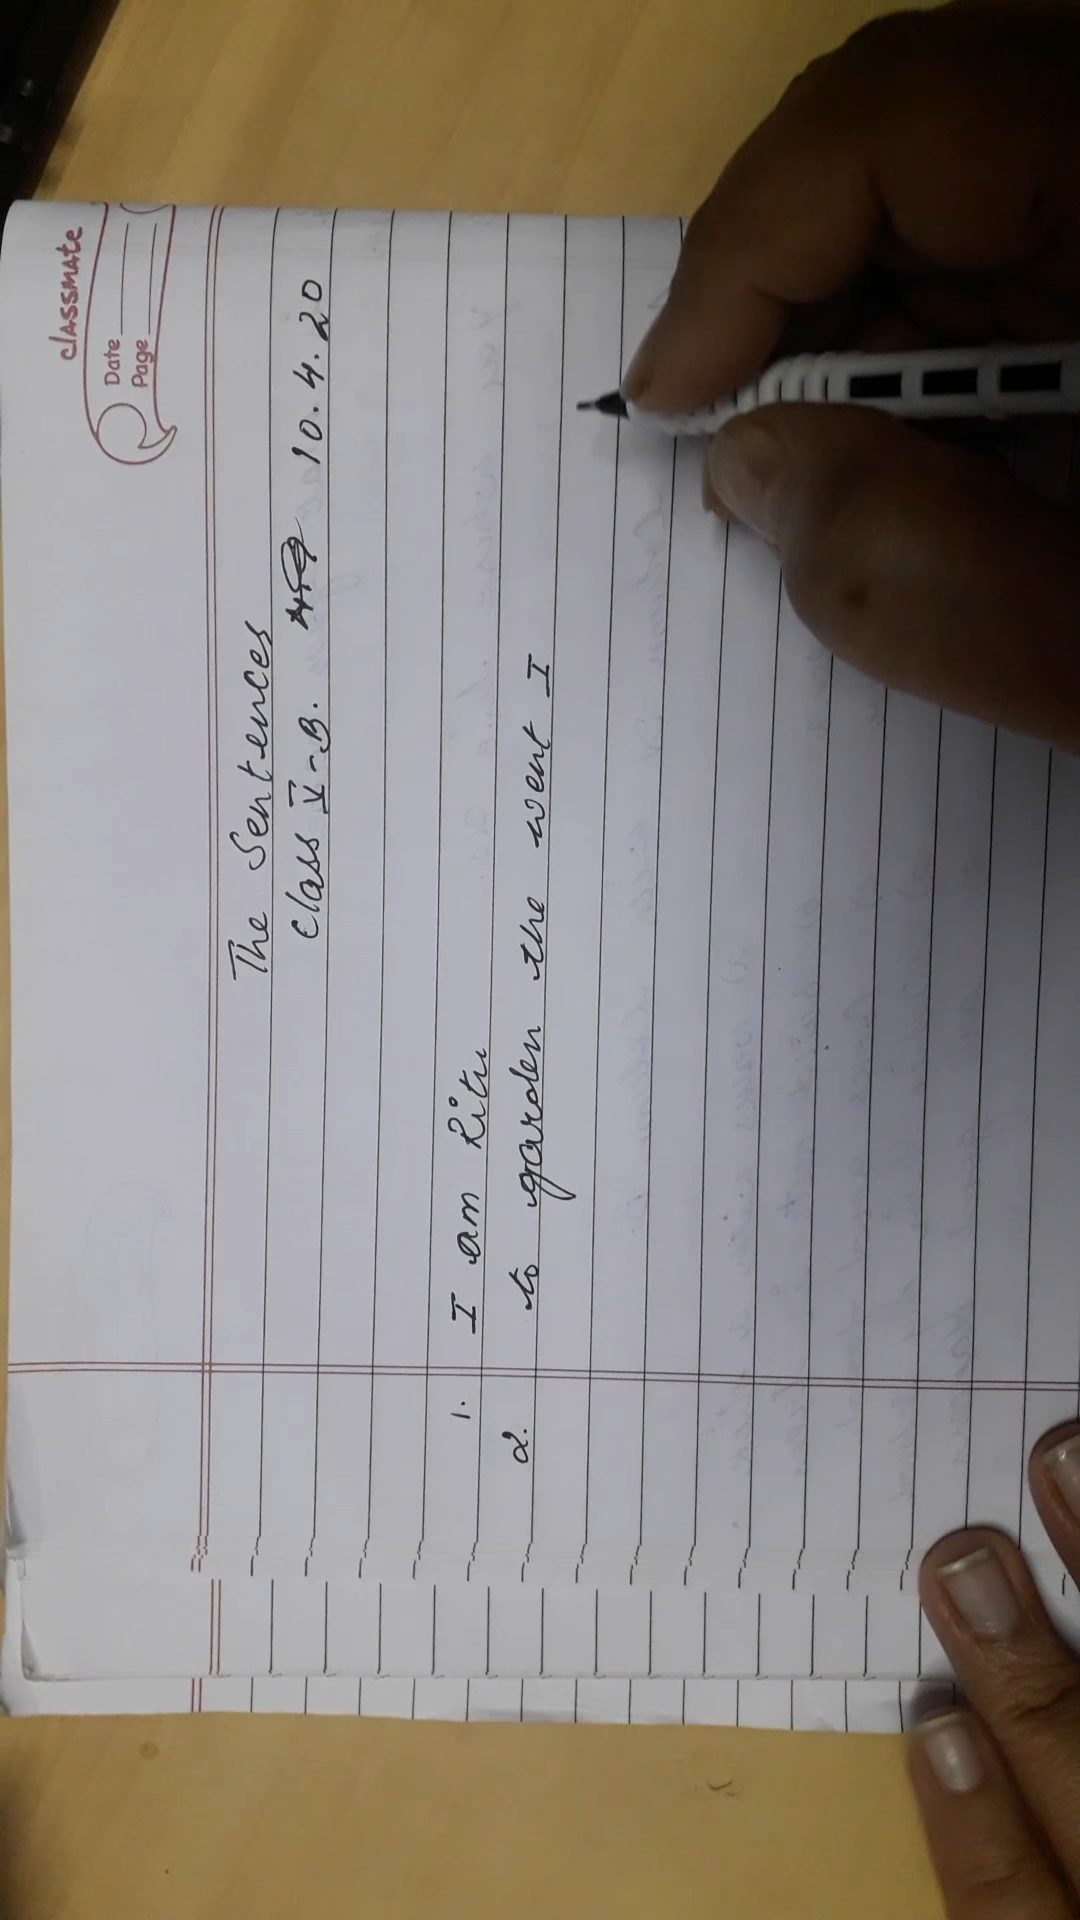 classmate
Date
Page
The Sentences
Class V-B. 10.4.20
1. I am Ritu
2. to garden the went I